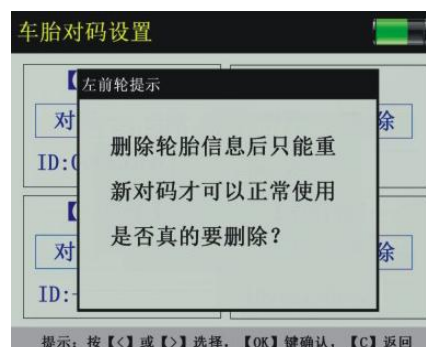 车胎对码设置
左前轮提示
删除轮胎信息后只能重
新对码才可以正常使用
是否真的要删除？
对
除
ID:0
对
除
ID:-
提示：按【<】或【>】选择，【OK】键确认，【C】返回